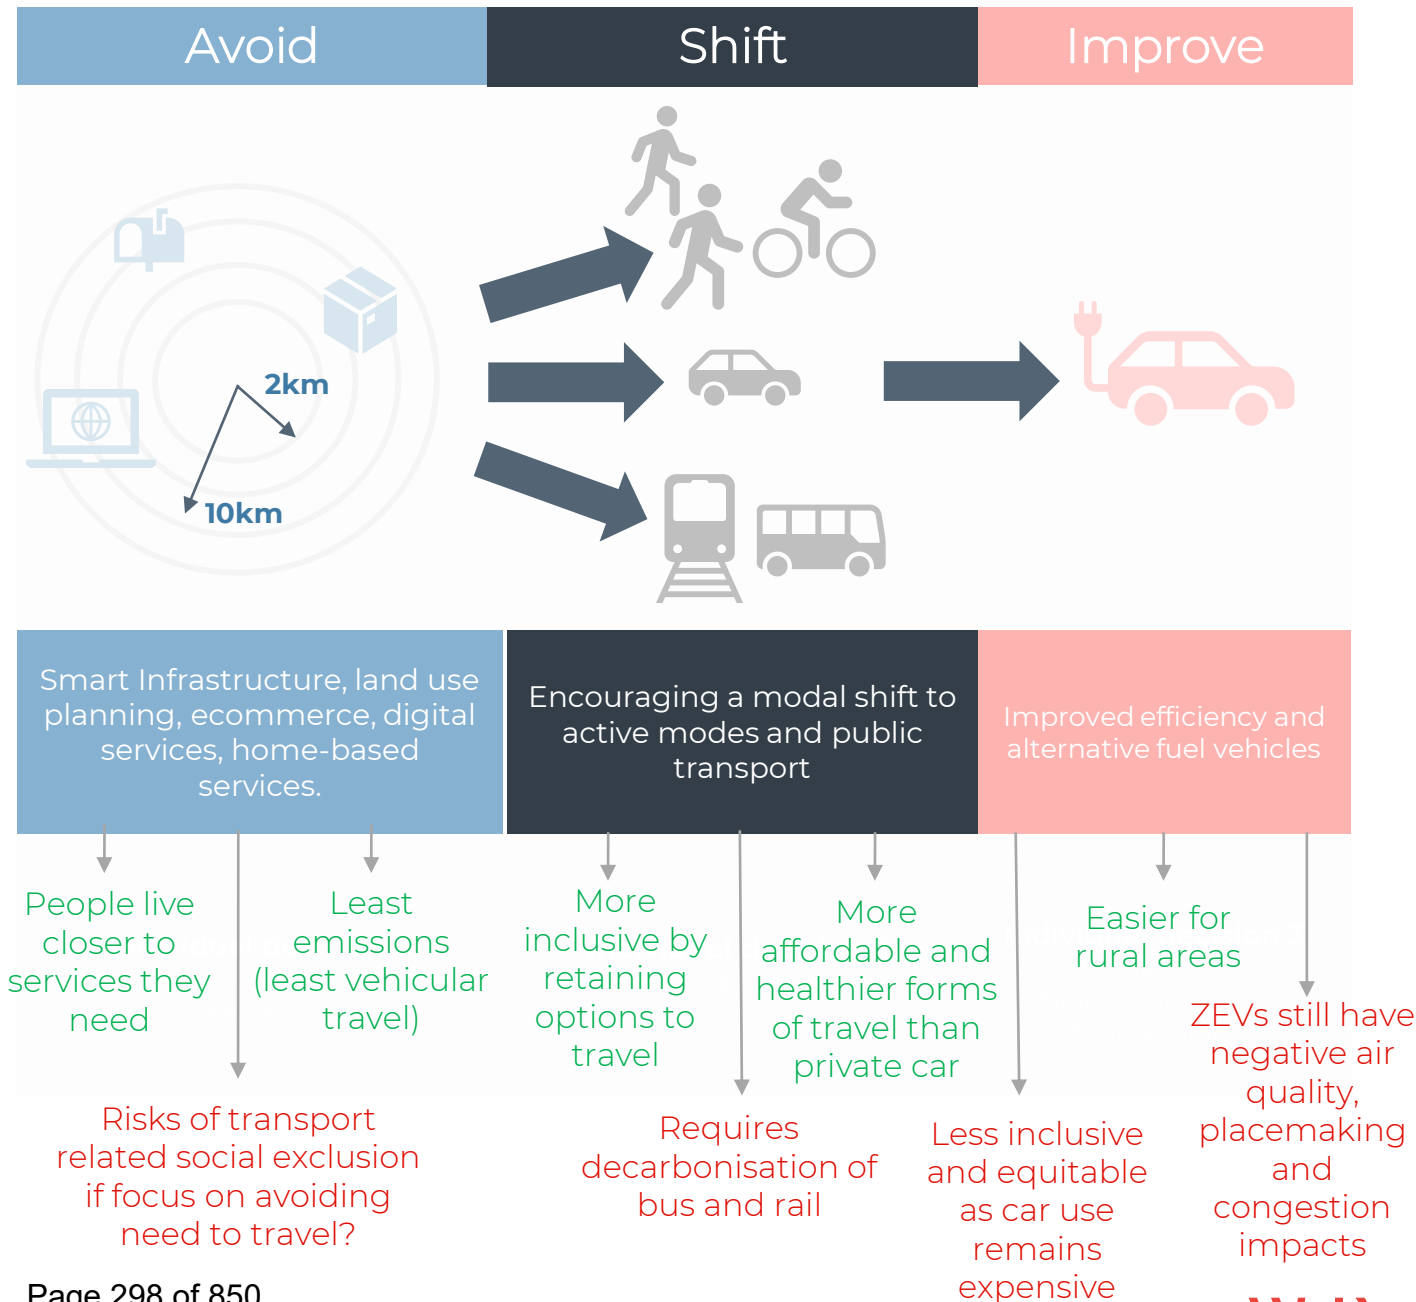 Avoid
Shift
Improve
2km
10km
Smart Infrastructure, land use
planning, ecommerce, digital
services, home-based
services.
Encouraging a modal shift to
active modes and public
transport
Improved efficiency and
alternative fuel vehicles
People live
closer to
services they
need
Least
emissions
(least vehicular
travel)
More
inclusive by
retaining
options to
travel
More
affordable and
healthier forms
of travel than
private car
Easier for
rural areas
ZEVs still have
negative air
quality,
placemaking
and
congestion
impacts
Risks of transport
related social exclusion
if focus on avoiding
need to travel?
Requires
decarbonisation of
bus and rail
Less inclusive
and equitable
as car use
remains
expensive
Page 298 of 850